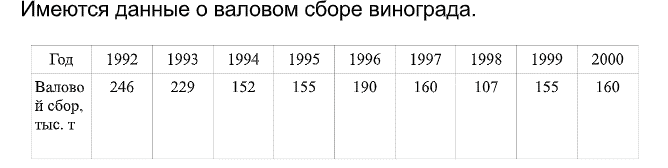 Имеются данные о валовом сборе винограда.
Год 1992 1993 1994 1995 1996 1997 1998 1999 2000
Валово 246 229 152 155 190 160 107 155 160
й сбор,
тыс. т